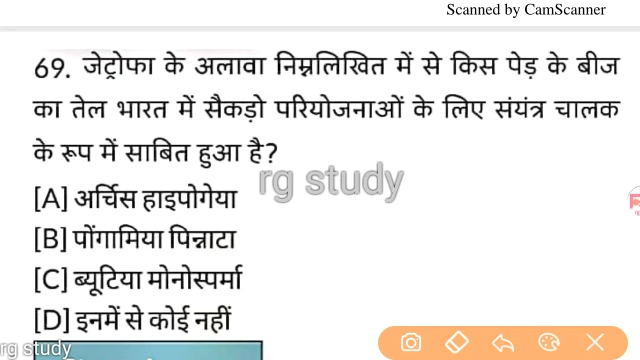 Scanned by CamScanner
69. जेट्रोफा के अलावा निम्नलिखित में से किस पेड़ के बीज
का तेल भारत में सैकड़ो परियोजनाओं के लिए संयंत्र चालक
के रूप में साबित हुआ है?
rg study
[A] अर्चिस हाइपोगेया
[B] पोंगामिया पिन्नाटा
[C] ब्यूटिया मोनोस्पर्मा
[D] इनमें से कोई नहीं
rg study